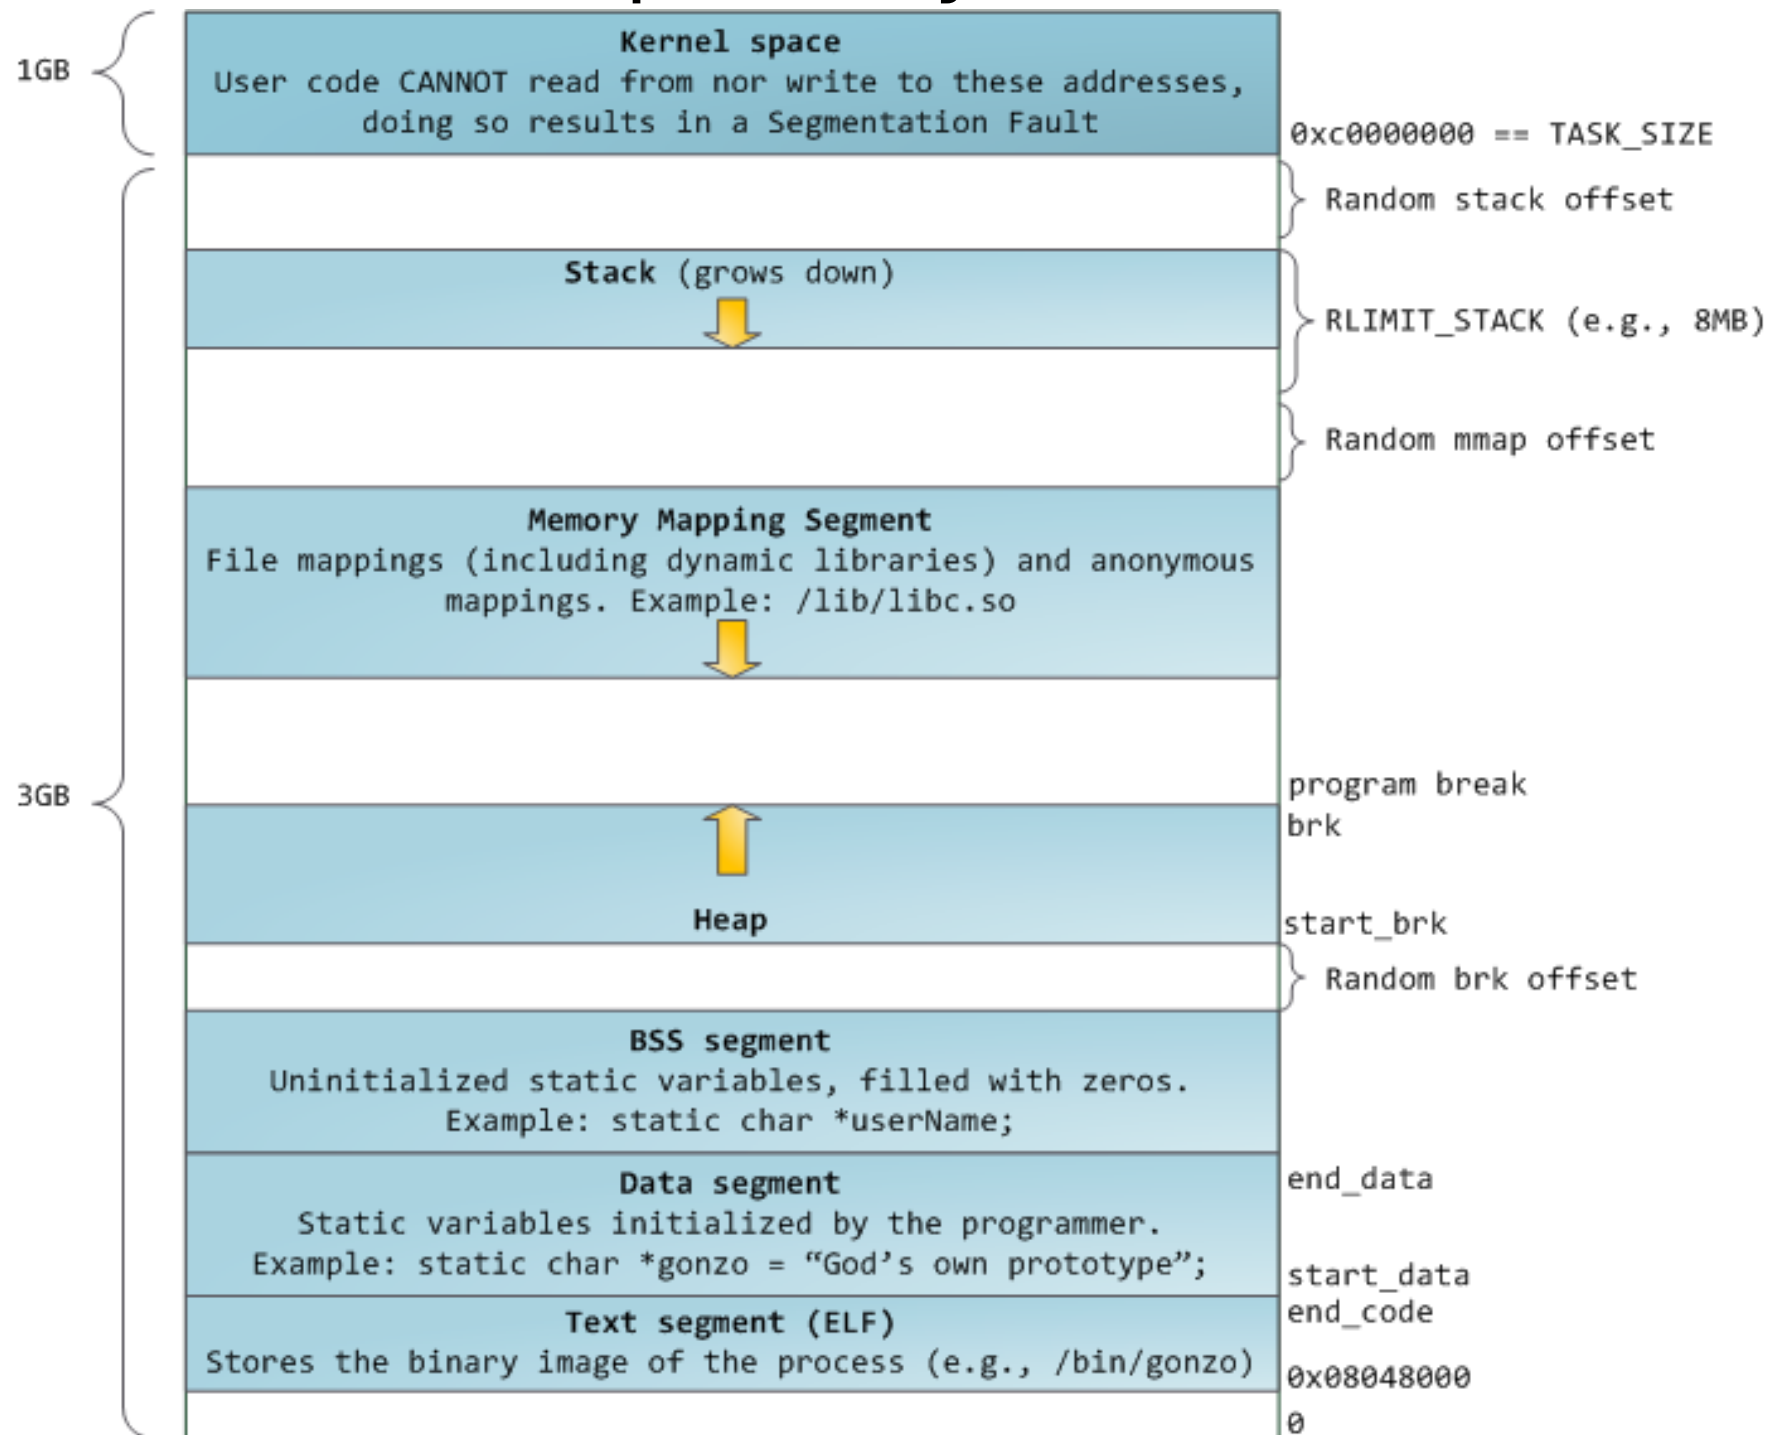 1GB
Kernel space
User code CANNOT read from nor write to these addresses,
doing so results in a Segmentation Fault
0xc0000000 == TASK_SIZE
Random stack offset
Stack (grows down)
RLIMIT_STACK (e.g., 8MB)
Random mmap offset
Memory Mapping Segment
File mappings (including dynamic libraries) and anonymous
mappings. Example: /lib/libc.so
3GB
program break
brk
Heap
start_brk
Random brk offset
BSS segment
Uninitialized static variables, filled with zeros.
Example: static char *userName;
Data segment
end_data
Static variables initialized by the programmer.
Example: static char *gonzo = “God’s own prototype”;
start_data
Text segment (ELF)
end_code
Stores the binary image of the process (e.g., /bin/gonzo)
0x08048000
0